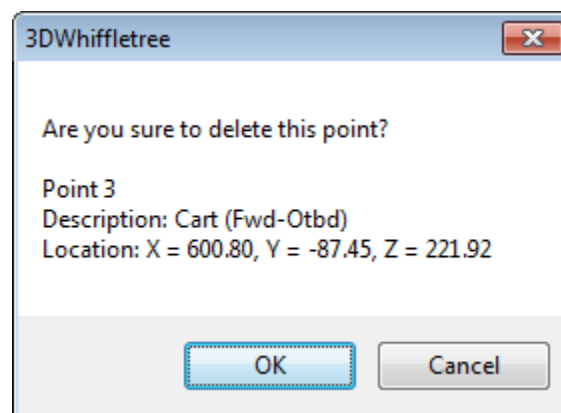 3DWhiffletree
Are you sure to delete this point?
Point 3
Description: Cart (Fwd-Otbd)
Location: X = 600.80, Y = -87.45, Z = 221.92
OK
Cancel